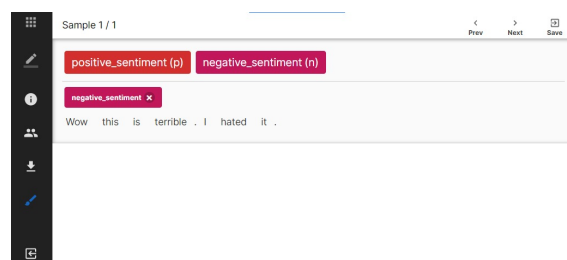 Sample 1 / 1
Prev Next Save
positive_sentiment (p) negative_sentiment (n)
negative_sentiment ×
Wow this is terrible . I hated it .